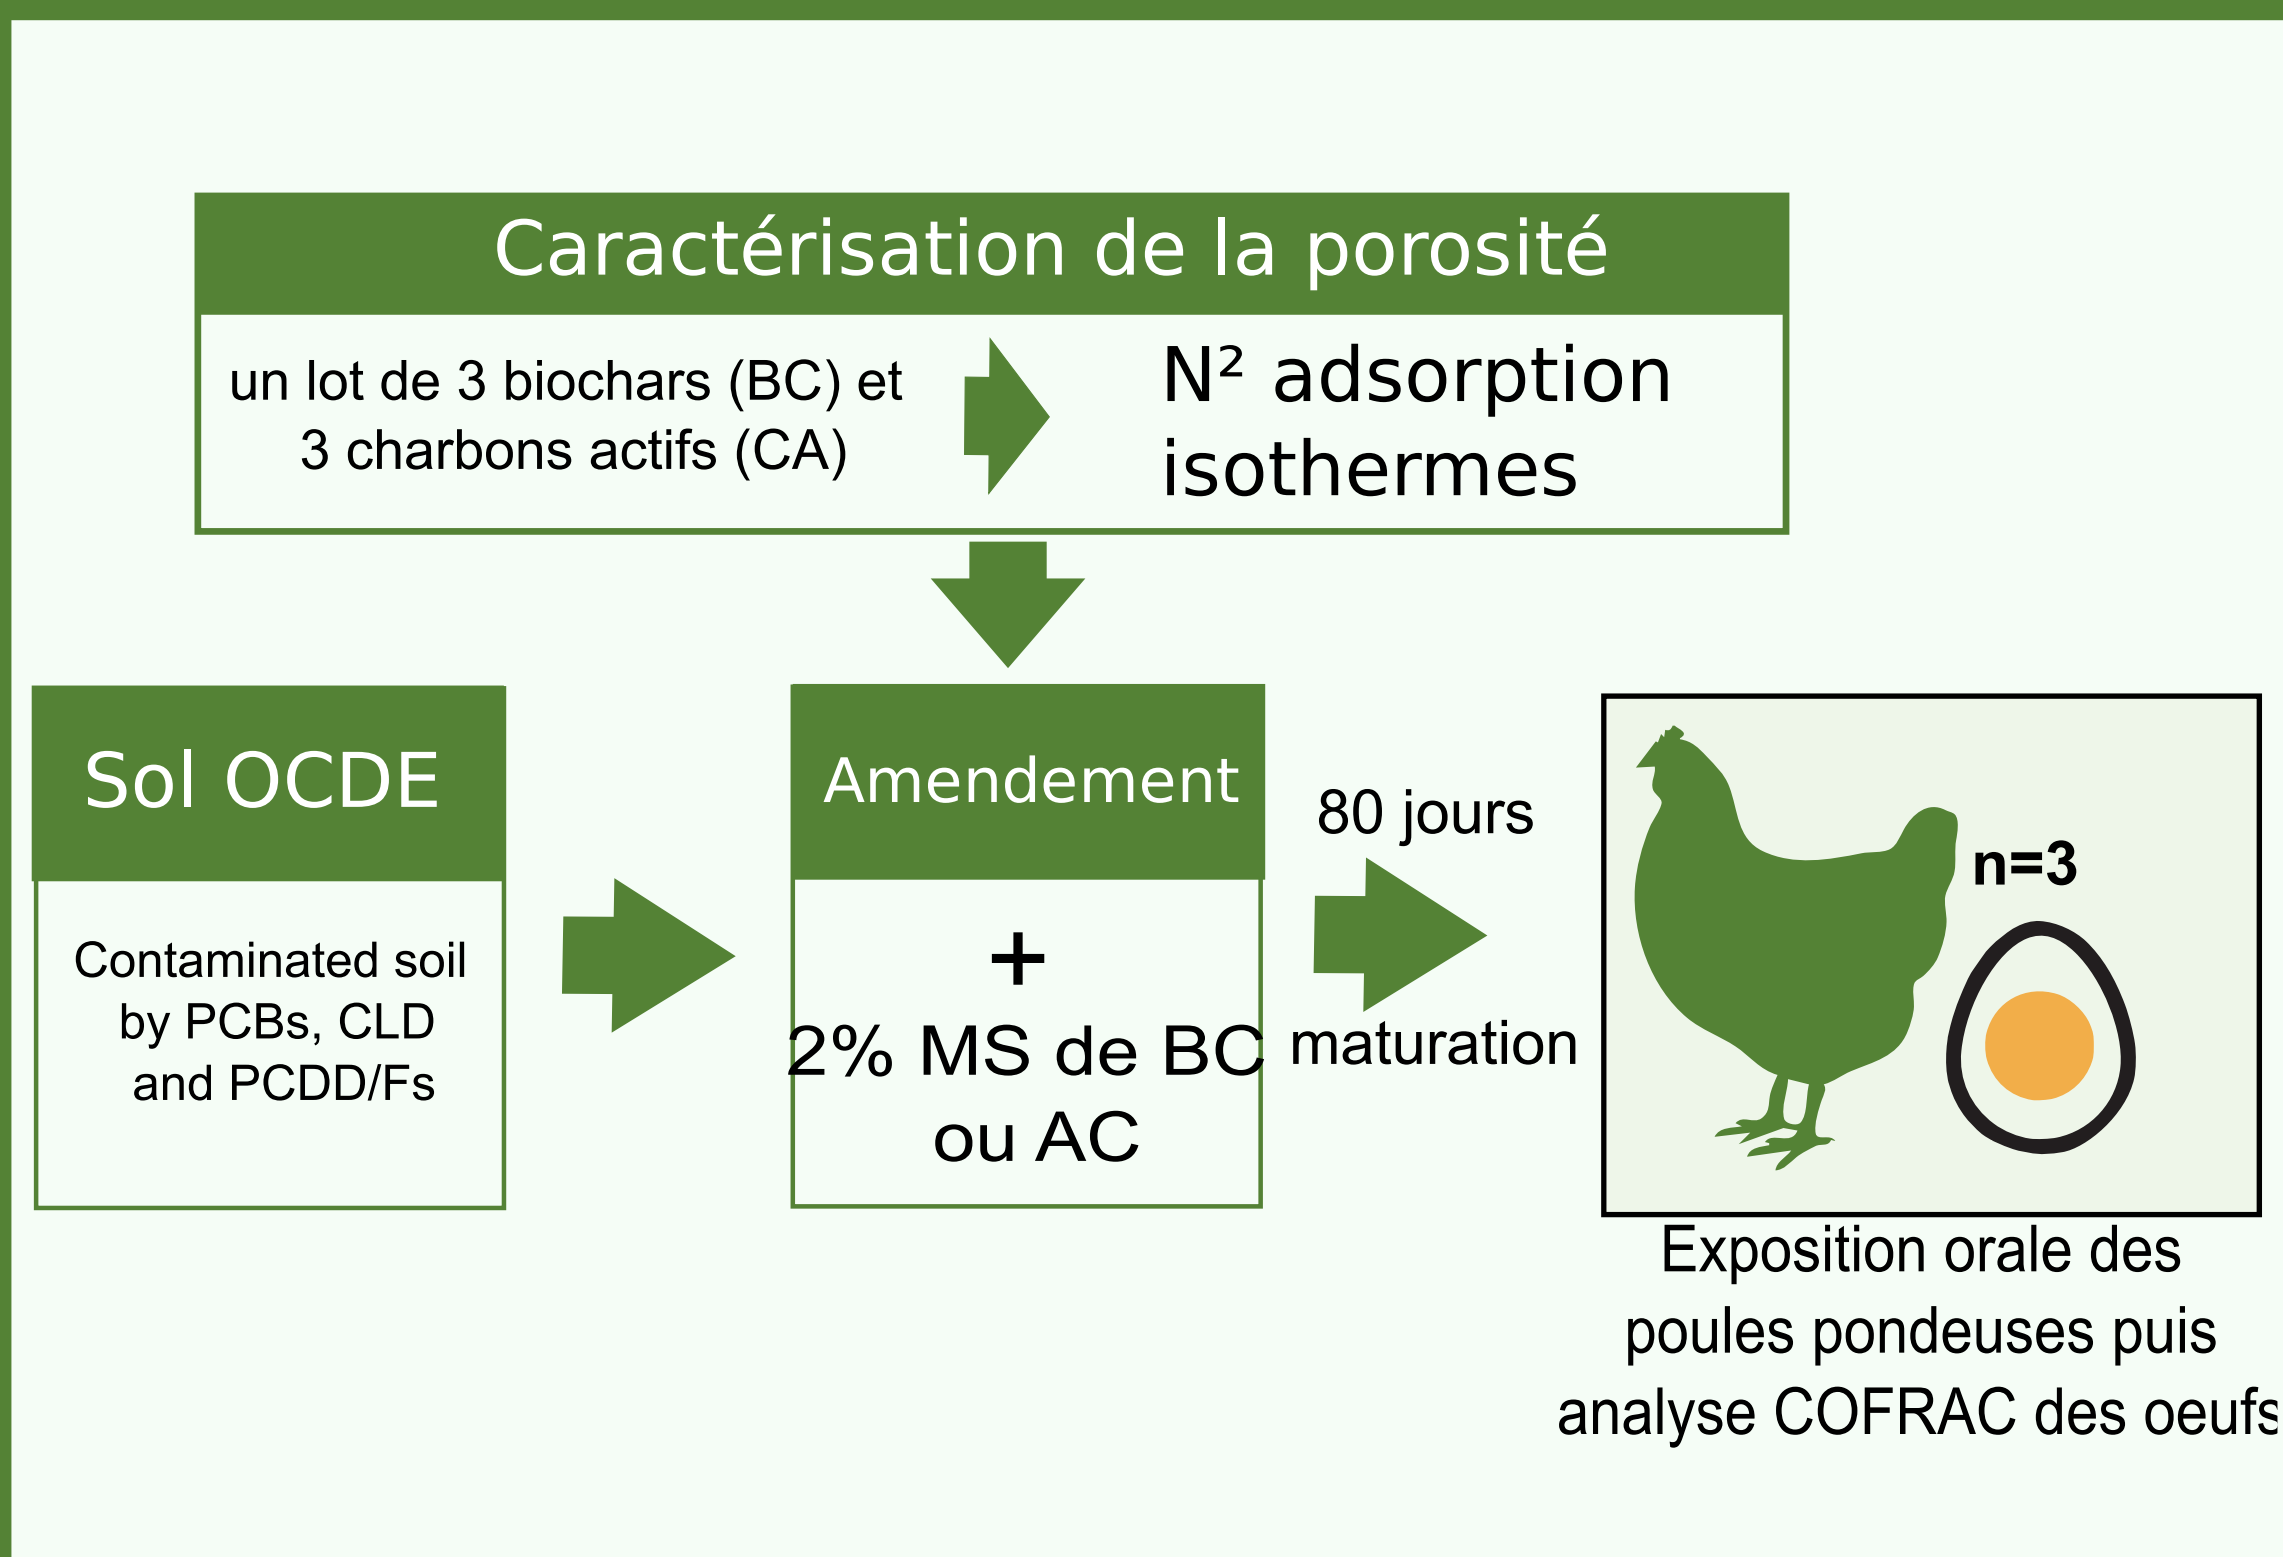 Caractérisation de la porosité
un lot de 3 biochars (BC) et
3 charbons actifs (CA)
N² adsorption
isothermes
Sol OCDE
Contaminated soil
by PCBs, CLD
and PCDD/Fs
Amendement
+
2% MS de BC
ou AC
80 jours
maturation
n=3
Exposition orale des
poules pondeuses puis
analyse COFRAC des oeufs